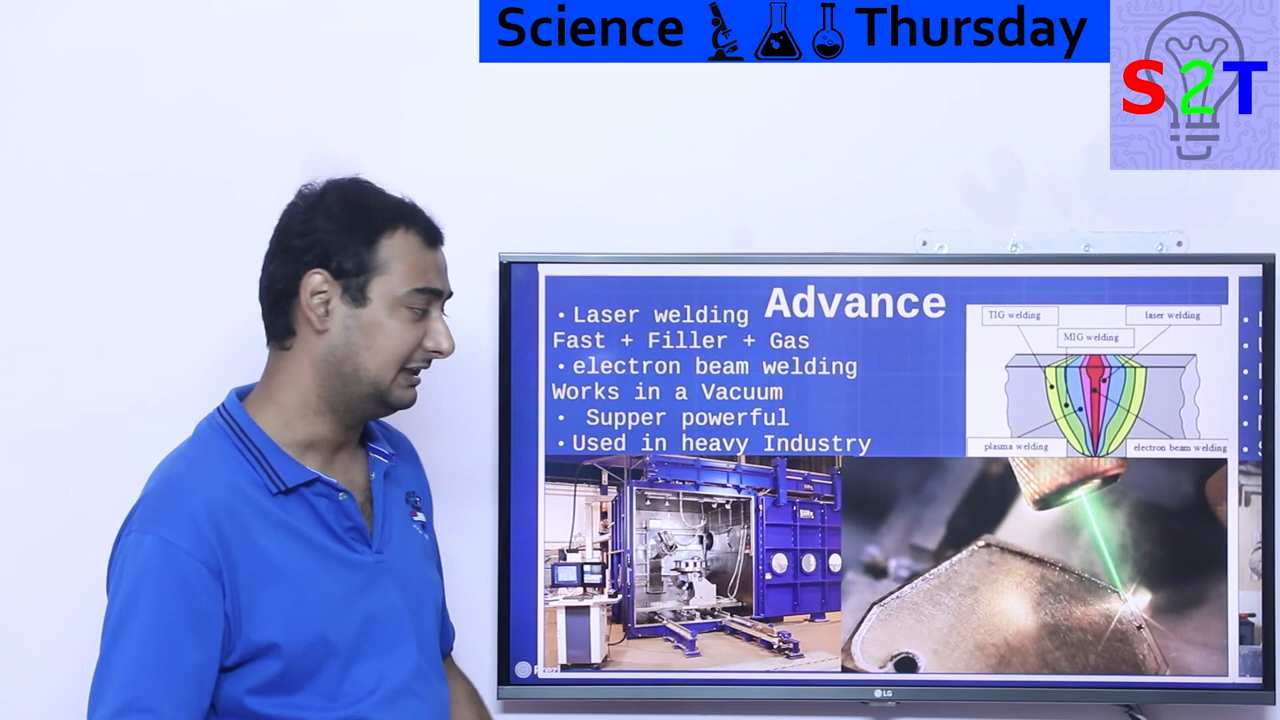 Science Thursday
S2T
Advance
• Laser welding
Fast + Filler + Gas
• electron beam welding
Works in a Vacuum
• Supper powerful
• Used in heavy Industry
TIG welding
laser welding
MIG welding
plasma welding
electron beam welding
LG